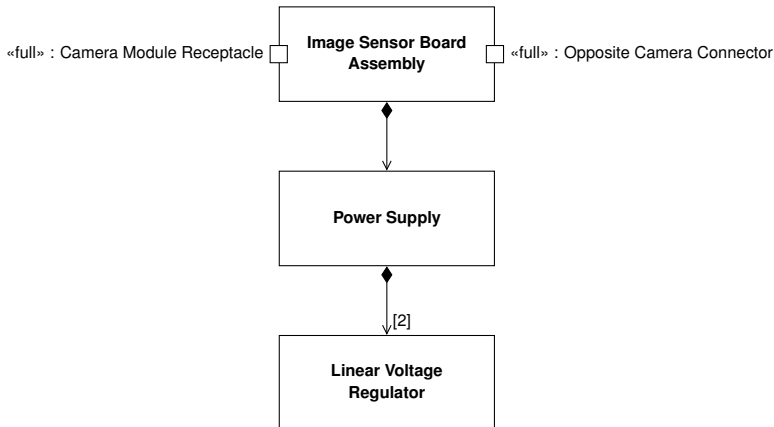 «full» : Camera Module Receptacle
Image Sensor Board
Assembly
«full» : Opposite Camera Connector
Power Supply
[2]
Linear Voltage
Regulator